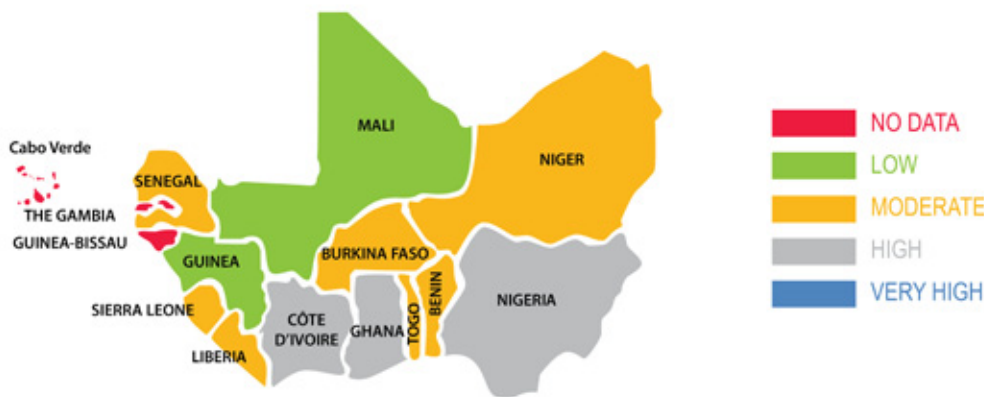 MALI
NO DATA
Cabo Verde
NIGER
LOW
SENEGAL
THE GAMBIA
MODERATE
GUINEA-BISSAU
BURKINA FASO
HIGH
GUINEA
BENIN
NIGERIA
VERY HIGH
SIERRA LEONE
CÔTE
D'IVOIRE
GHANA
TOGO
LIBERIA